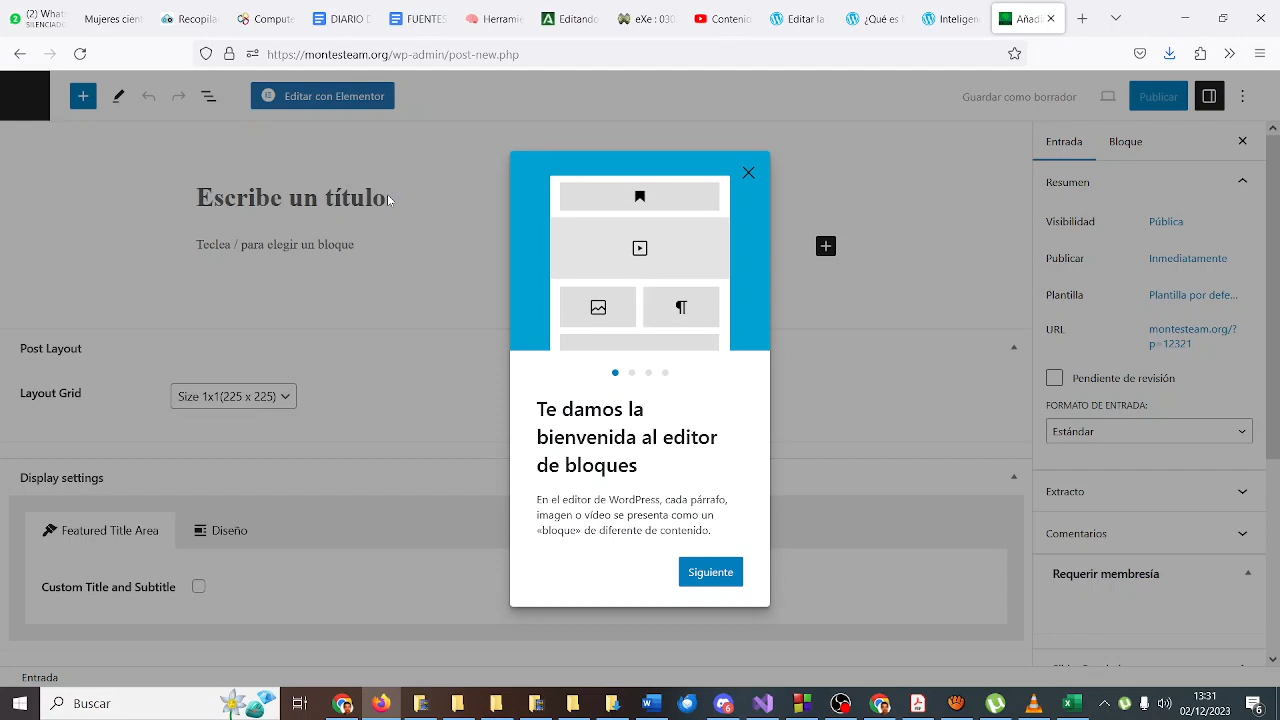 (2) What
SILENCIADO
Mujeres
Recopila
Compute
DIARIO D
FUENTES
Herramie
Editando
eXe : 030
Cons
Editar la
¿Qué es
Inteligen
Añadi
https://montesteam.org/wp-admin/post-new.php
Editar con Elementor
Guardar como borrador
Publicar
Escribe un título
Teclea / para elegir un bloque
Post Layout
Layout Grid
Size 1x1(225 x 225)
Display settings
Featured Title Area
Diseño
Custom Title and Subtitle
Te damos la
bienvenida al editor
de bloques
En el editor de WordPress, cada párrafo,
imagen o vídeo se presenta como un
«bloque» de diferente de contenido.
Siguiente
Entrada
Bloque
Resumen
Visibilidad
Pública
Publicar
Inmediatamente
Plantilla
Plantilla por defe...
URL
montesteam.org/?
p=12321
Pendiente de revisión
FORMATO DE ENTRADA:
Estándar
Extracto
Comentarios
Requerir membresía
Entrada
Buscar
13:31
02/12/2023
6